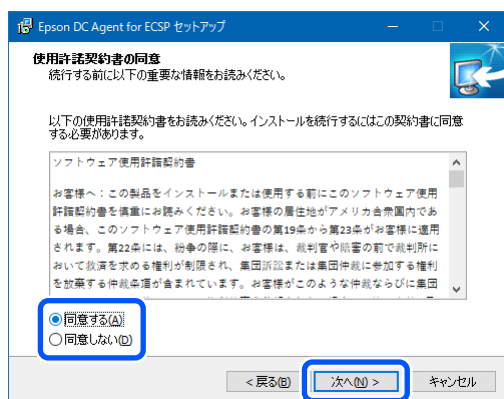 Epson DC Agent for ECSP セットアップ
使用許諾契約書の同意
続行する前に以下の重要な情報をお読みください。
以下の使用許諾契約書をお読みください。インストールを続行するにはこの契約書に同意
する必要があります。
ソフトウェア使用許諾契約書
お客様へ：この製品をインストールまたは使用する前にこのソフトウェア使用
許諾契約書を慎重にお読みください。お客様の居住地がアメリカ合衆国内であ
る場合、このソフトウェア使用許諾契約書の第19条から第23条がお客様に適用
されます。第22条には、紛争の際に、お客様は、裁判官や陪審の前で裁判所に
おいて救済を求める権利が制限され、集団訴訟または集団仲裁に参加する権利
を放棄する仲裁条項が含まれています。お客様がこのような仲裁ならびに集団
同意する(A)
同意しない(D)
< 戻る(B)
次へ(N) >
キャンセル